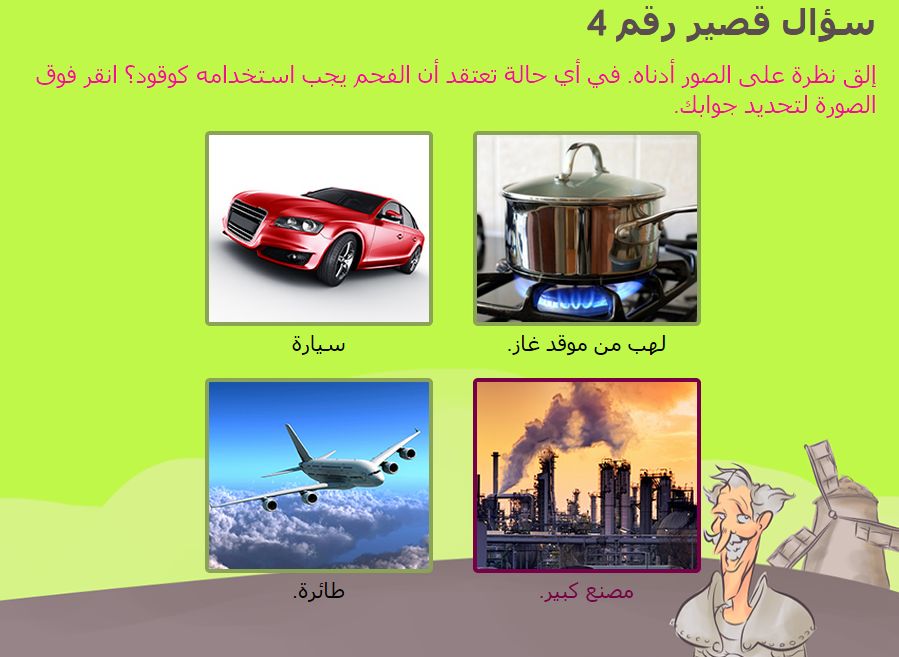 سؤال قصير رقم 4
إلق نظرة على الصور أدناه. في أي حالة تعتقد أن الفحم يجب استخدامه كوقود؟ انقر فوق
الصورة لتحديد جوابك.
لهب من موقد غاز.
سيارة
مصنع كبير.
طائرة.